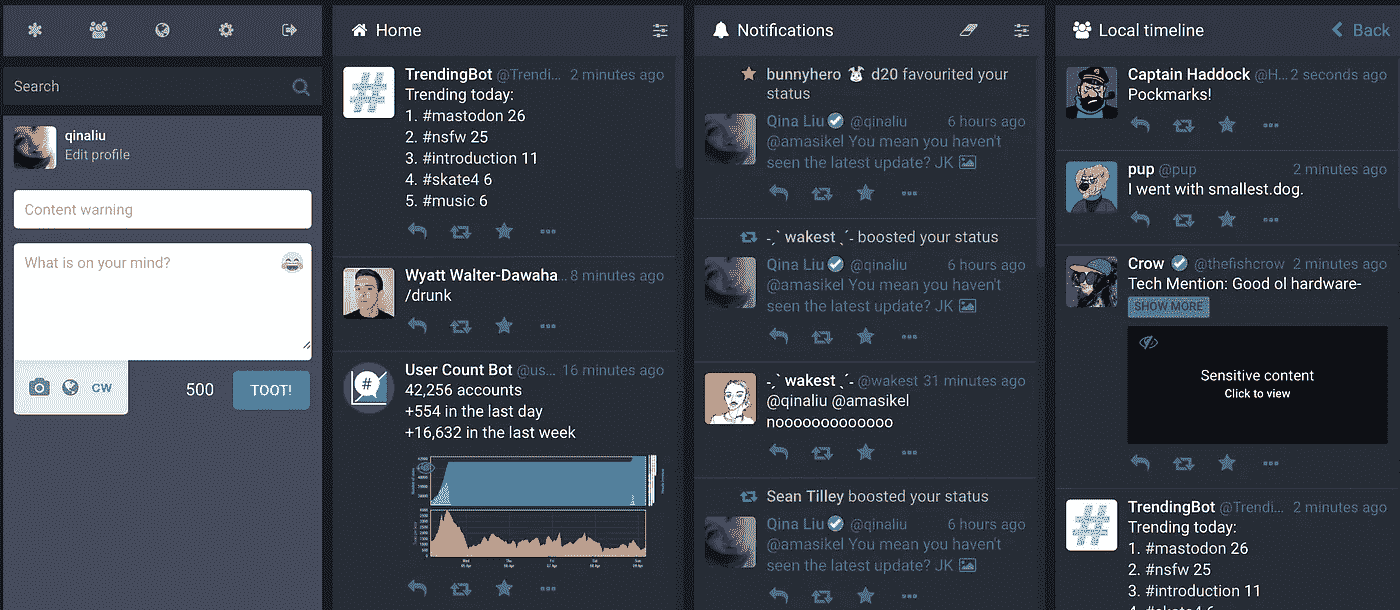 Search
qinaliu
Edit profile
Content warning
What is on your mind?
CW
500
TOOT!
Home
TrendingBot @Trendi... 2 minutes ago
Trending today:
1. #mastodon 26
2. #nsfw 25
3. #introduction 11
4. #skate4 6
5. #music 6
Wyatt Walter-Dawaha... 8 minutes ago
/drunk
User Count Bot @us... 16 minutes ago
42,256 accounts
+554 in the last day
+16,632 in the last week
Notifications
bunnyhero 🐰 d20 favourited your
status
Qina Liu ✅ @qinaliu 6 hours ago
@amasikel You mean you haven't
seen the latest update? JK
-ˏˋ wakest ˎˊ- boosted your status
Qina Liu ✅ @qinaliu 6 hours ago
@amasikel You mean you haven't
seen the latest update? JK
-ˏˋ wakest ˎˊ- @wakest 31 minutes ago
@qinaliu @amasikel
nooooooooooooo
Sean Tilley boosted your status
Qina Liu ✅ @qinaliu 6 hours ago
@amasikel You mean you haven't
seen the latest update? JK
Local timeline
Back
Captain Haddock @H... 2 seconds ago
Pockmarks!
pup @pup 2 minutes ago
I went with smallest.dog.
Crow ✅ @thefishcrow 2 minutes ago
Tech Mention: Good ol hardware-
SHOW MORE
Sensitive content
Click to view
TrendingBot @Trendi... 2 minutes ago
Trending today:
1. #mastodon 26
2. #nsfw 25
3. #introduction 11
4. #skate4 6